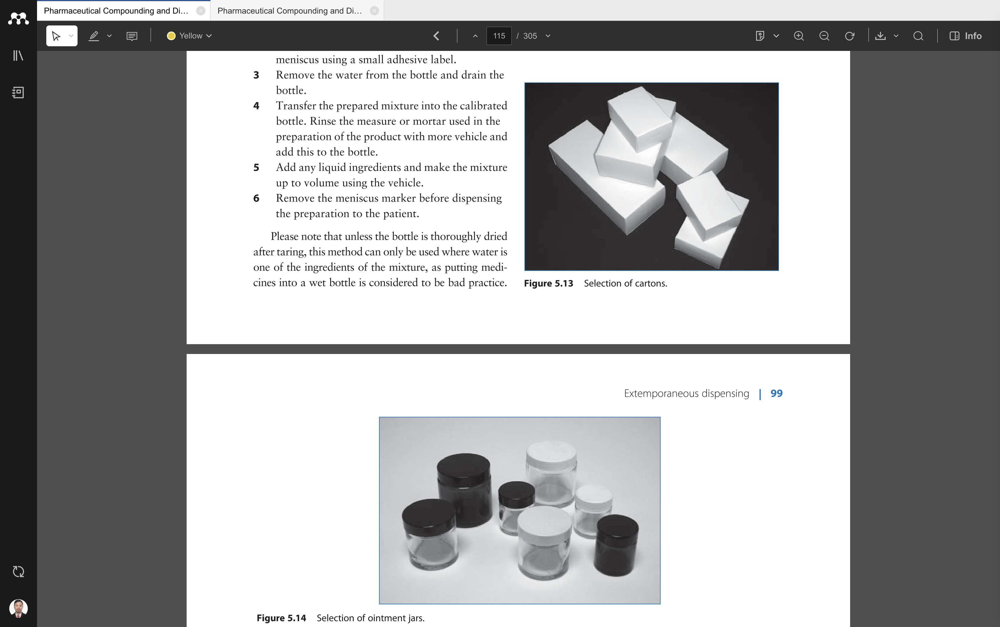 Pharmaceutical Compounding and Di...
Pharmaceutical Compounding and Di...
Yellow
115 / 305
Info
meniscus using a small adhesive label.
3 Remove the water from the bottle and drain the
bottle.
4 Transfer the prepared mixture into the calibrated
bottle. Rinse the measure or mortar used in the
preparation of the product with more vehicle and
add this to the bottle.
5 Add any liquid ingredients and make the mixture
up to volume using the vehicle.
6 Remove the meniscus marker before dispensing
the preparation to the patient.
Please note that unless the bottle is thoroughly dried
after taring, this method can only be used where water is
one of the ingredients of the mixture, as putting medi-
cines into a wet bottle is considered to be bad practice.
Figure 5.13 Selection of cartons.
Extemporaneous dispensing | 99
Figure 5.14 Selection of ointment jars.